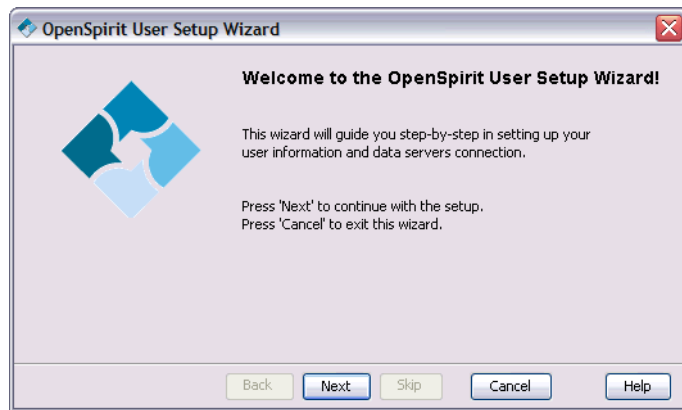 OpenSpirit User Setup Wizard
Welcome to the OpenSpirit User Setup Wizard!
This wizard will guide you step-by-step in setting up your
user information and data servers connection.
Press 'Next' to continue with the setup.
Press 'Cancel' to exit this wizard.
Back Next Skip Cancel Help